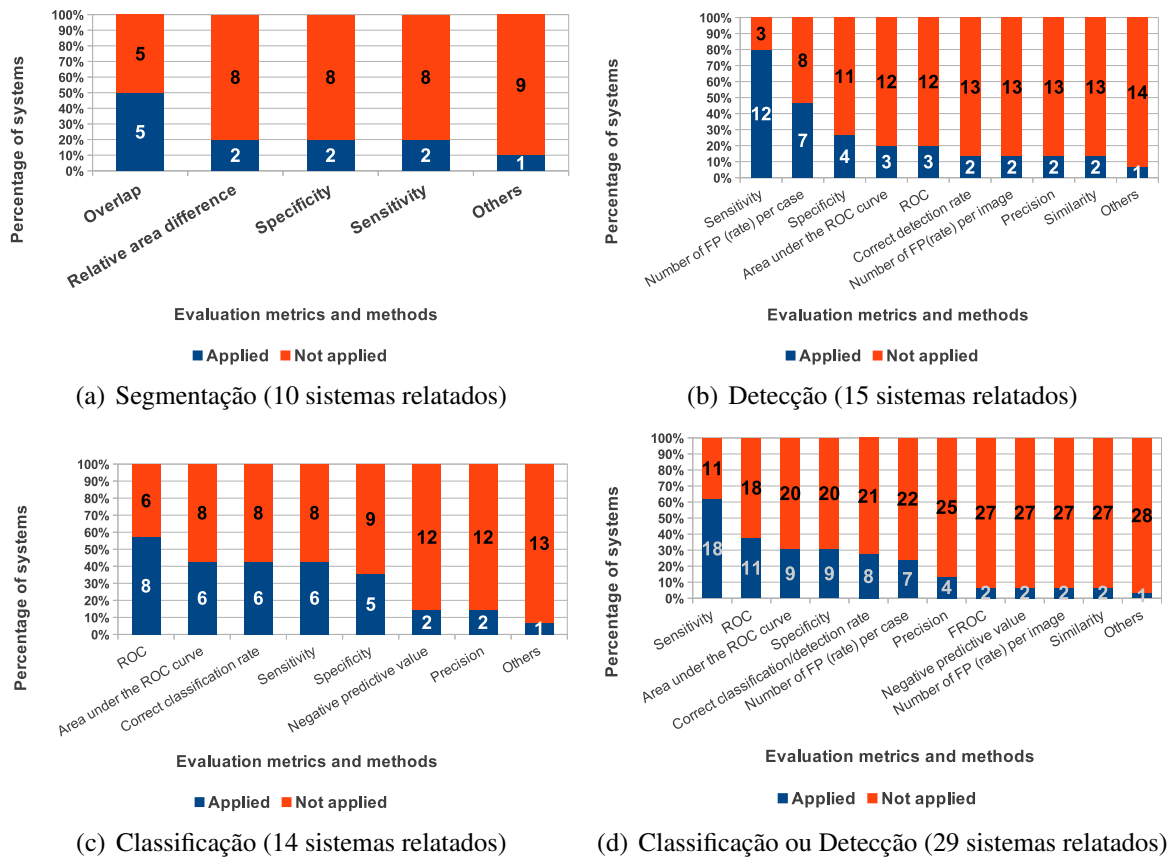 100%
90%
80%
70%
60%
50%
40%
30%
20%
10%
0%
Percentage of systems
5 8 8 8 9
5 2 2 2 1
Overlap
Relative area difference
Specificity
Sensitivity
Others
Evaluation metrics and methods
Applied Not applied
(a) Segmentação (10 sistemas relatados)
100%
90%
80%
70%
60%
50%
40%
30%
20%
10%
0%
Percentage of systems
3 8 11 12 12 13 13 13 13 14
12 7 4 3 3 2 2 2 2 1
Sensitivity
Number of FP (rate) per case
Specificity
Area under the ROC curve
ROC
Correct detection rate
Number of FP(rate) per image
Precision
Similarity
Others
Evaluation metrics and methods
Applied Not applied
(b) Detecção (15 sistemas relatados)
100%
90%
80%
70%
60%
50%
40%
30%
20%
10%
0%
Percentage of systems
6 8 8 8 9 12 12 13
8 6 6 6 5 2 2 1
ROC
Area under the ROC curve
Correct classification rate
Sensitivity
Specificity
Negative predictive value
Precision
Others
Evaluation metrics and methods
Applied Not applied
(c) Classificação (14 sistemas relatados)
100%
90%
80%
70%
60%
50%
40%
30%
20%
10%
0%
Percentage of systems
11 18 20 20 21 22 25 27 27 27 27 28
18 11 9 9 8 7 4 2 2 2 2 1
Sensitivity
ROC
Area under the ROC curve
Specificity
Correct classification/detection rate
Number of FP (rate) per case
Precision
FROC
Negative predictive value
Number of FP (rate) per image
Similarity
Others
Evaluation metrics and methods
Applied Not applied
(d) Classificação ou Detecção (29 sistemas relatados)